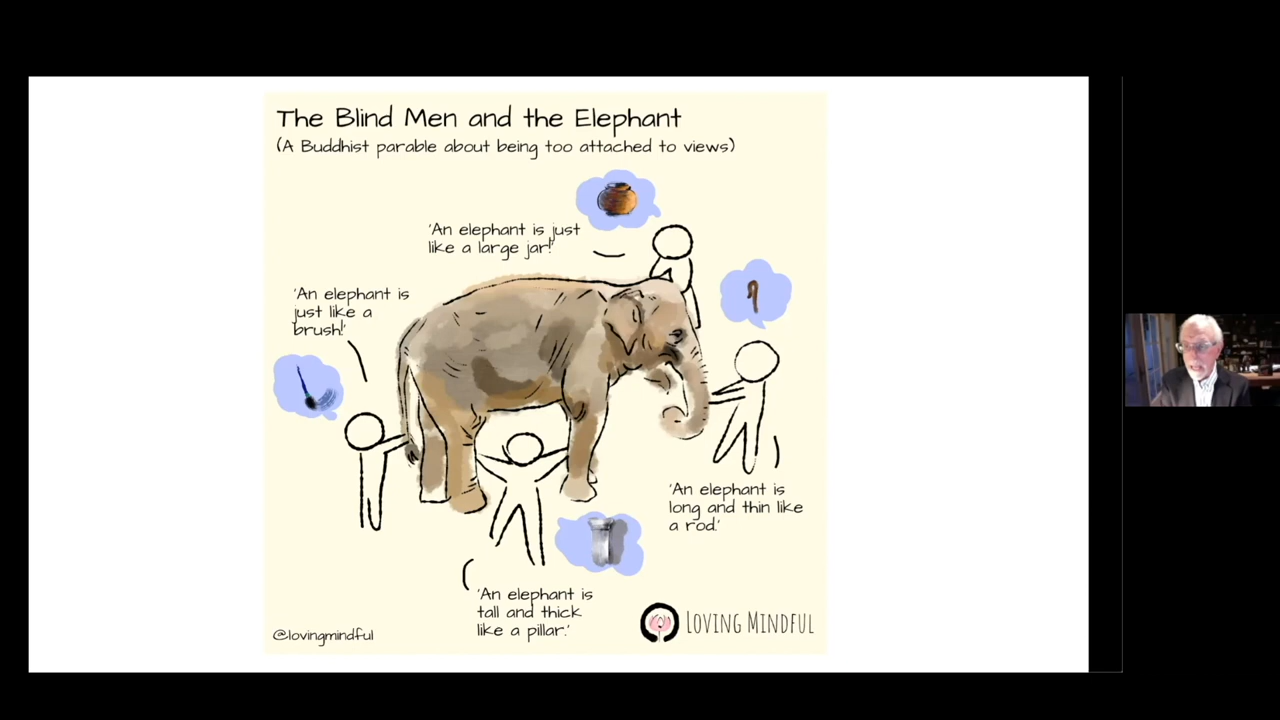 The Blind Men and the Elephant
(A Buddhist parable about being too attached to views)
'An elephant is just
like a large jar!'
'An elephant is
just like a
brush!'
'An elephant is
long and thin like
a rod.'
'An elephant is
tall and thick
like a pillar.'
@lovingmindful
LOVING MINDFUL